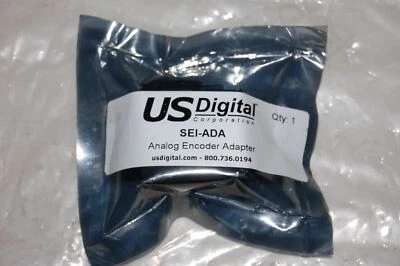 US Digital
Corporation
Qty: 1
SEI-ADA
Analog Encoder Adapter
usdigital.com - 800.736.0194